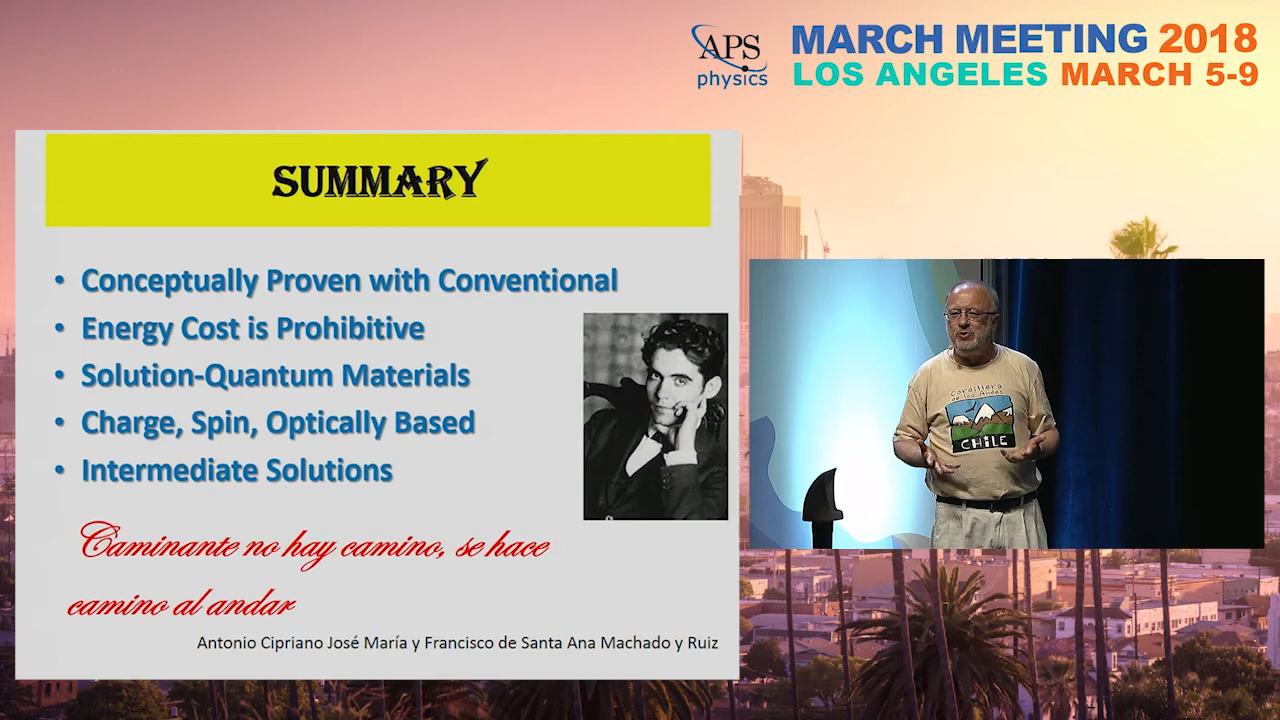 APS
physics
MARCH MEETING 2018
LOS ANGELES MARCH 5-9
SUMMARY
• Conceptually Proven with Conventional
• Energy Cost is Prohibitive
• Solution-Quantum Materials
• Charge, Spin, Optically Based
• Intermediate Solutions
Caminante no hay camino, se hace
camino al andar
Antonio Cipriano José María y Francisco de Santa Ana Machado y Ruiz
Cordillera
de los Andes
CHILE